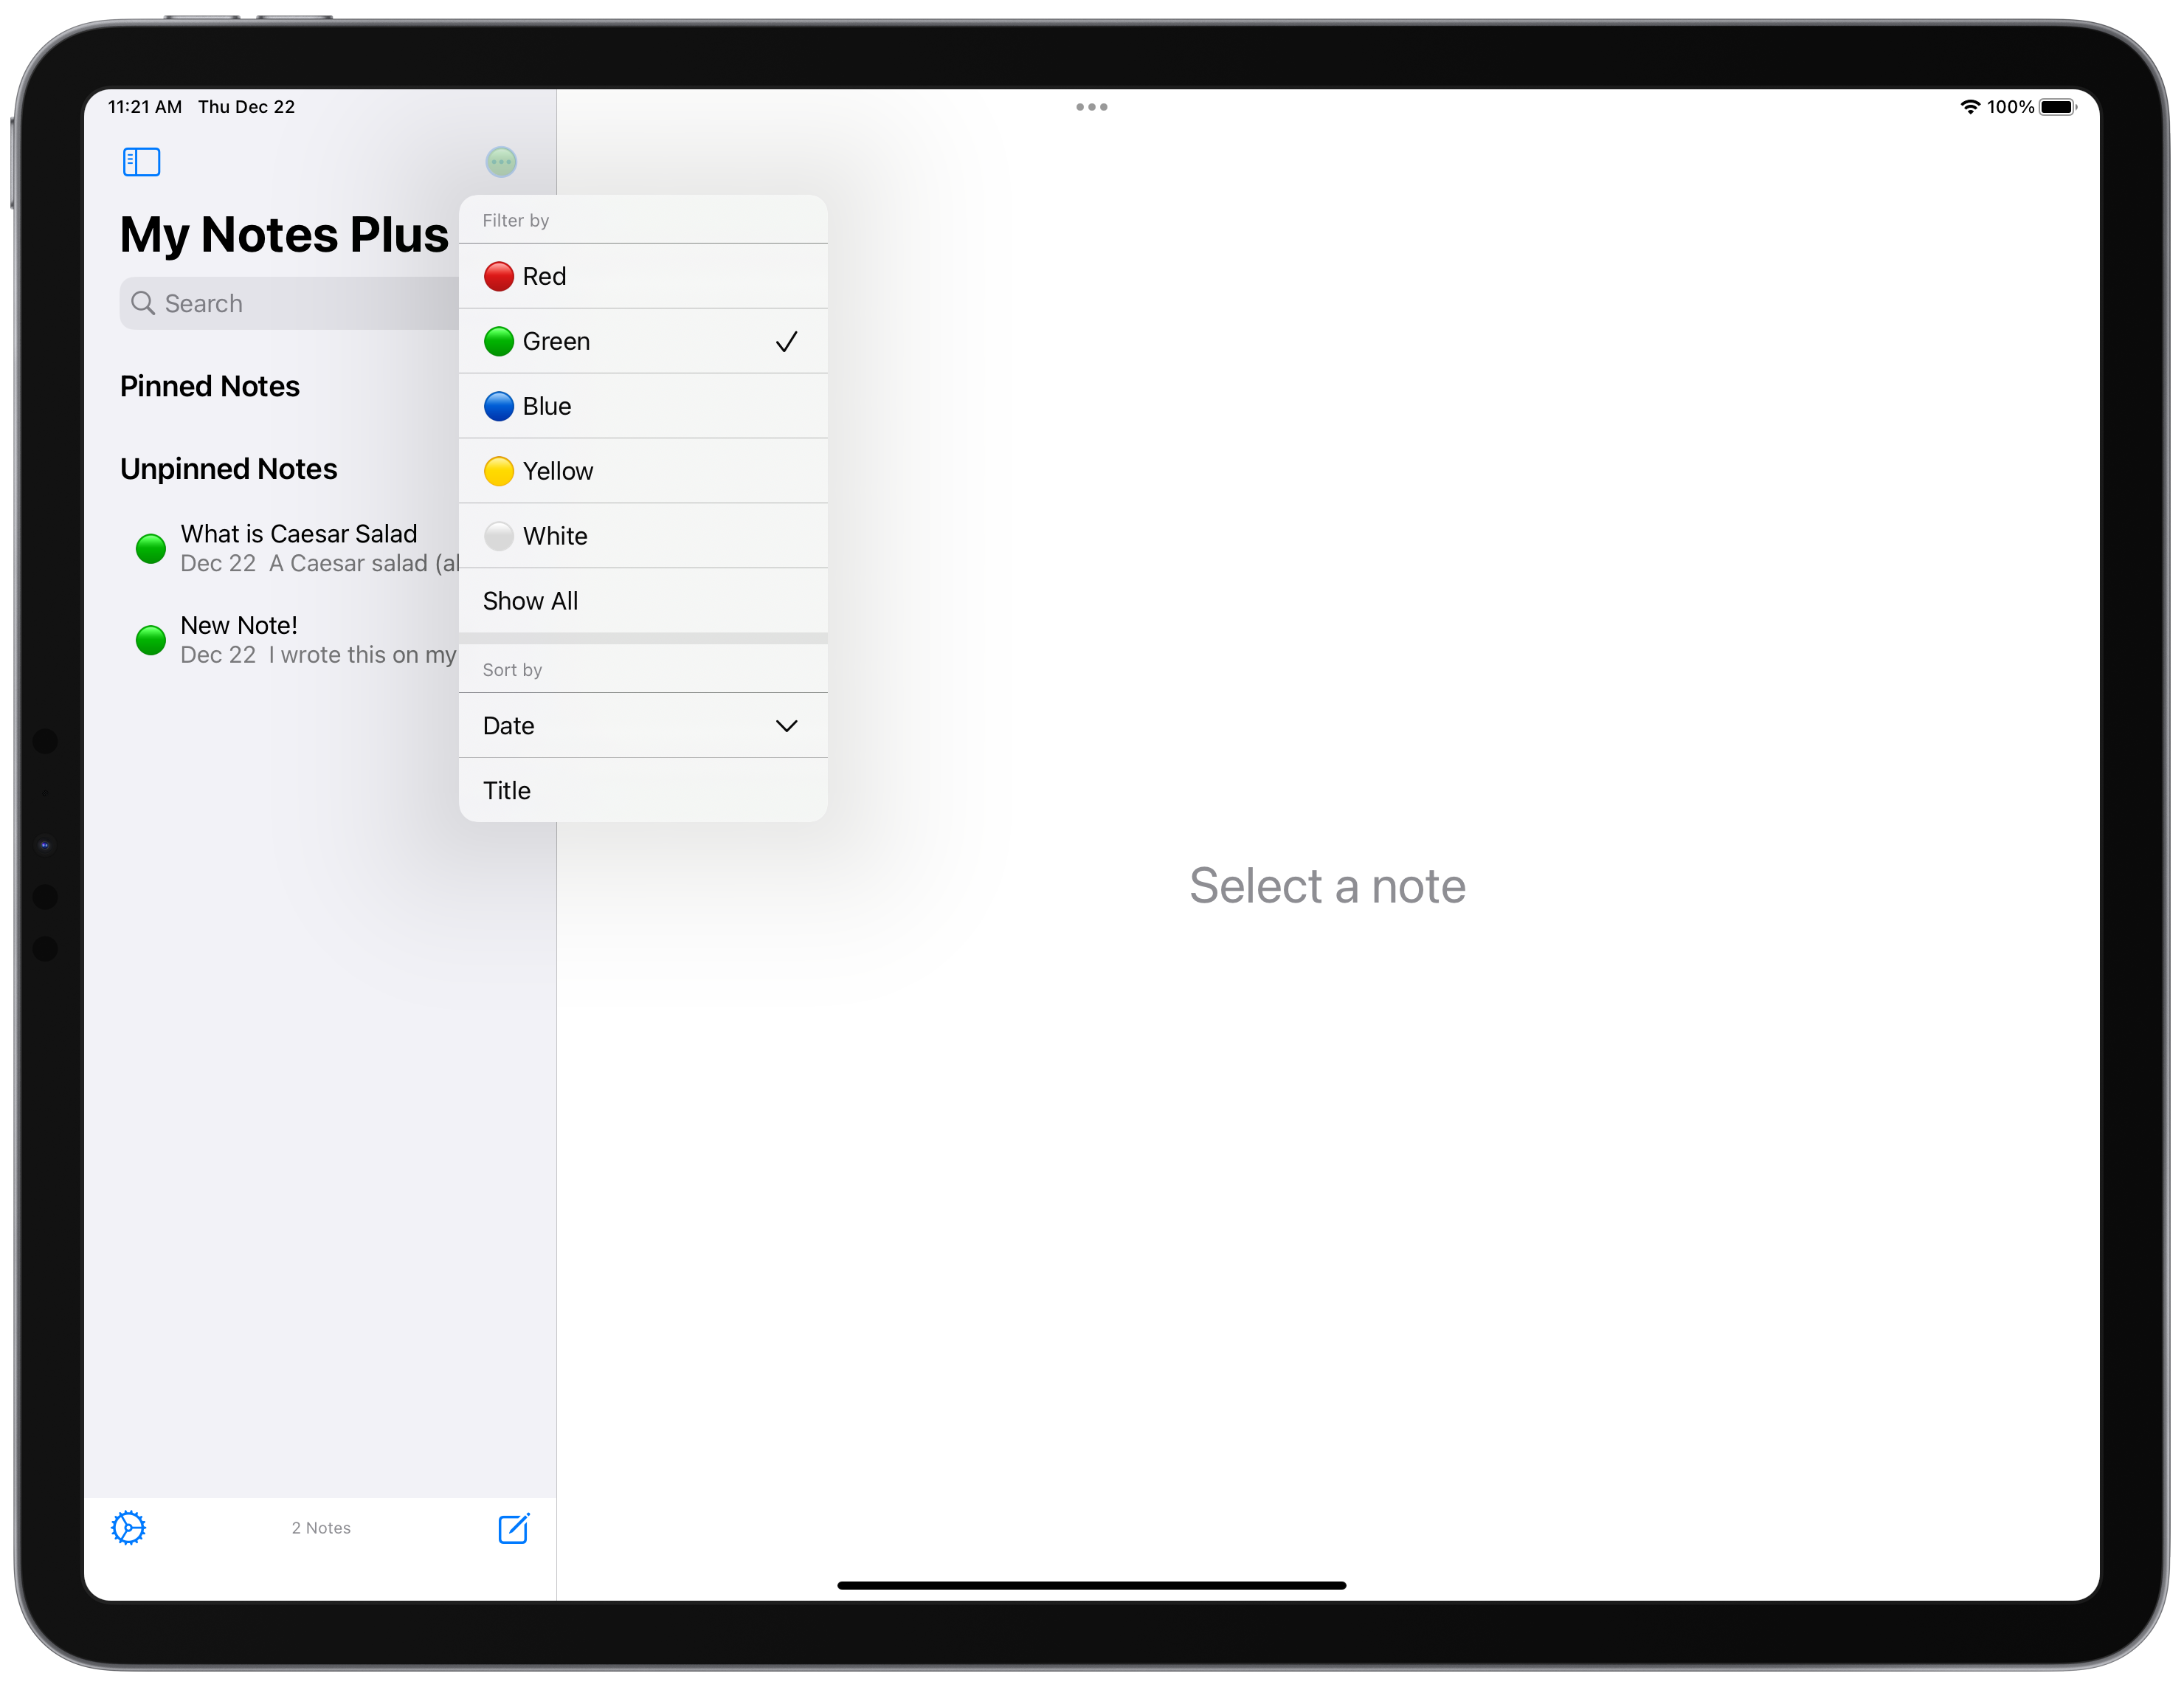 11:21 AM Thu Dec 22
100%
My Notes Plus
Search
Pinned Notes
Unpinned Notes
What is Caesar Salad
Dec 22 A Caesar salad
New Note!
Dec 22 I wrote this on my
2 Notes
Filter by
Red
Green
Blue
Yellow
White
Show All
Sort by
Date
Title
Select a note